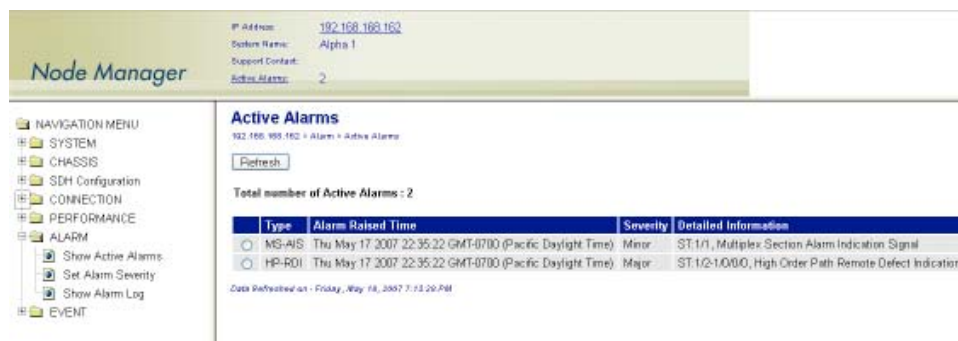 Node Manager
IP Address: 192.168.168.162
System Name: Alpha 1
Support Contact:
Active Alarms: 2
NAVIGATION MENU
SYSTEM
CHASSIS
SDH Configuration
CONNECTION
PERFORMANCE
ALARM
Show Active Alarms
Set Alarm Severity
Show Alarm Log
EVENT
Active Alarms
192.168.168.162 > Alarm > Active Alarms
Refresh
Total number of Active Alarms : 2
Type Alarm Raised Time Severity Detailed Information
MS-AIS Thu May 17 2007 22:35:22 GMT-0700 (Pacific Daylight Time) Minor ST:1/1, Multiplex Section Alarm Indication Signal
HP-RDI Thu May 17 2007 22:35:22 GMT-0700 (Pacific Daylight Time) Major ST:1/2-1/0/0/0, High Order Path Remote Defect Indication
Data Refreshed on - Friday, May 18, 2007